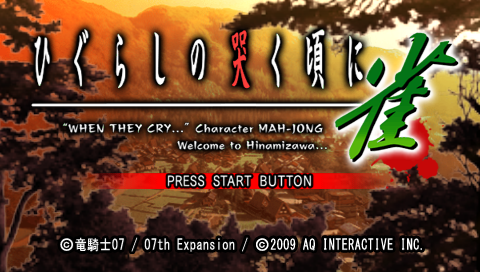 ひぐらしの哭く頃に雀
"WHEN THEY CRY..." Character MAH-JONG
Welcome to Hinamizawa...
PRESS START BUTTON
©竜騎士07 / 07th Expansion / ©2009 AQ INTERACTIVE INC.